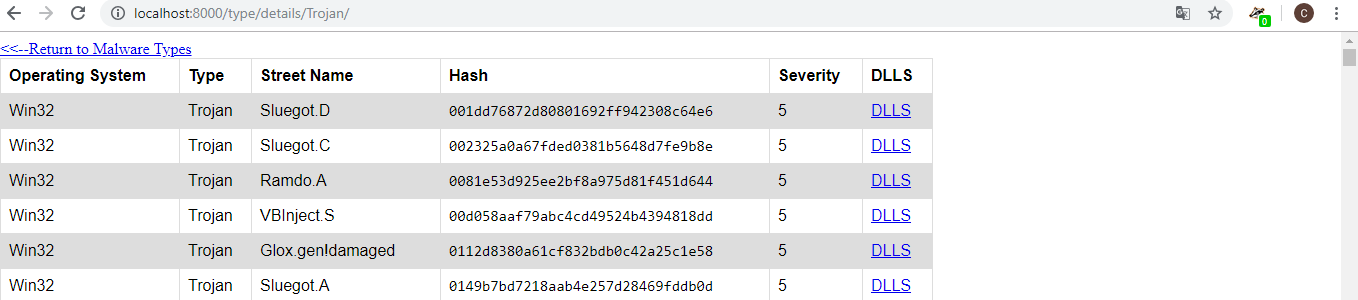 localhost:8000/type/details/Trojan/
0
C
<<--Return to Malware Types
Operating System Type Street Name Hash Severity DLLS
Win32 Trojan Sluegot.D 001dd76872d80801692ff942308c64e6 5 DLLS
Win32 Trojan Sluegot.C 002325a0a67fded0381b5648d7fe9b8e 5 DLLS
Win32 Trojan Ramdo.A 0081e53d925ee2bf8a975d81f451d644 5 DLLS
Win32 Trojan VBInject.S 00d058aaf79abc4cd49524b4394818dd 5 DLLS
Win32 Trojan Glox.gen!damaged 0112d8380a61cf832bdb0c42a25c1e58 5 DLLS
Win32 Trojan Sluegot.A 0149b7bd7218aab4e257d28469fddb0d 5 DLLS